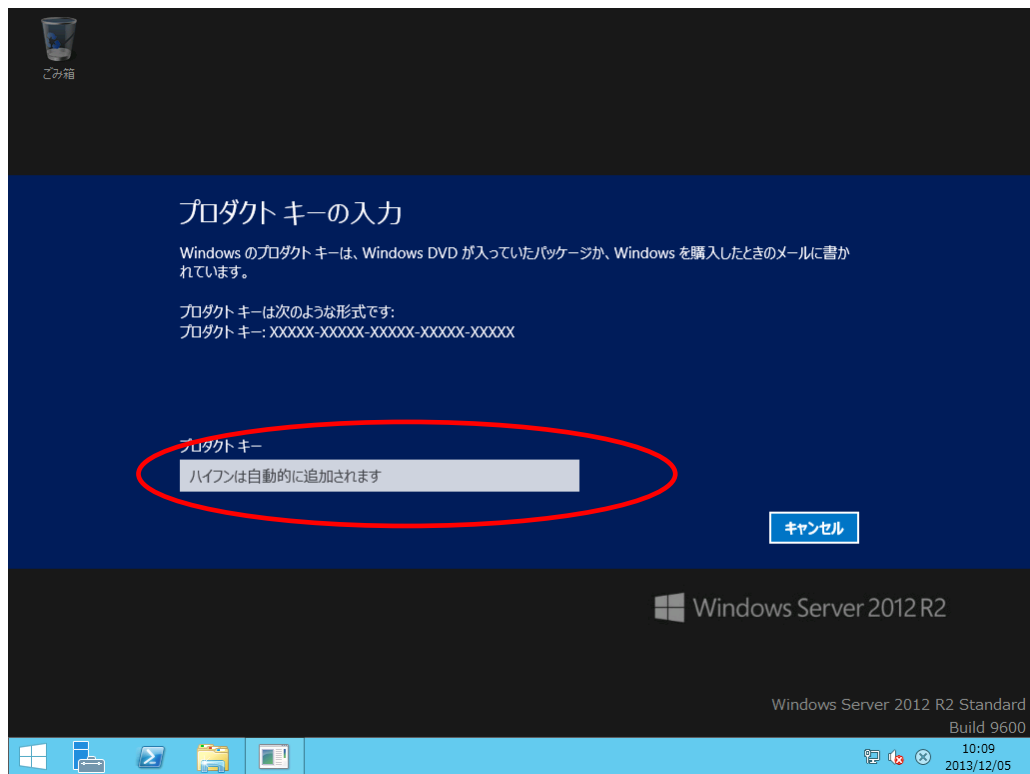 ごみ箱
プロダクト キーの入力
Windows のプロダクト キーは、Windows DVD が入っていたパッケージか、Windows を購入したときのメールに書か
れています。
プロダクト キーは次のような形式です:
プロダクト キー: XXXXX-XXXXX-XXXXX-XXXXX-XXXXX
プロダクト キー
ハイフンは自動的に追加されます
キャンセル
Windows Server 2012 R2
Windows Server 2012 R2 Standard
Build 9600
10:09
2013/12/05